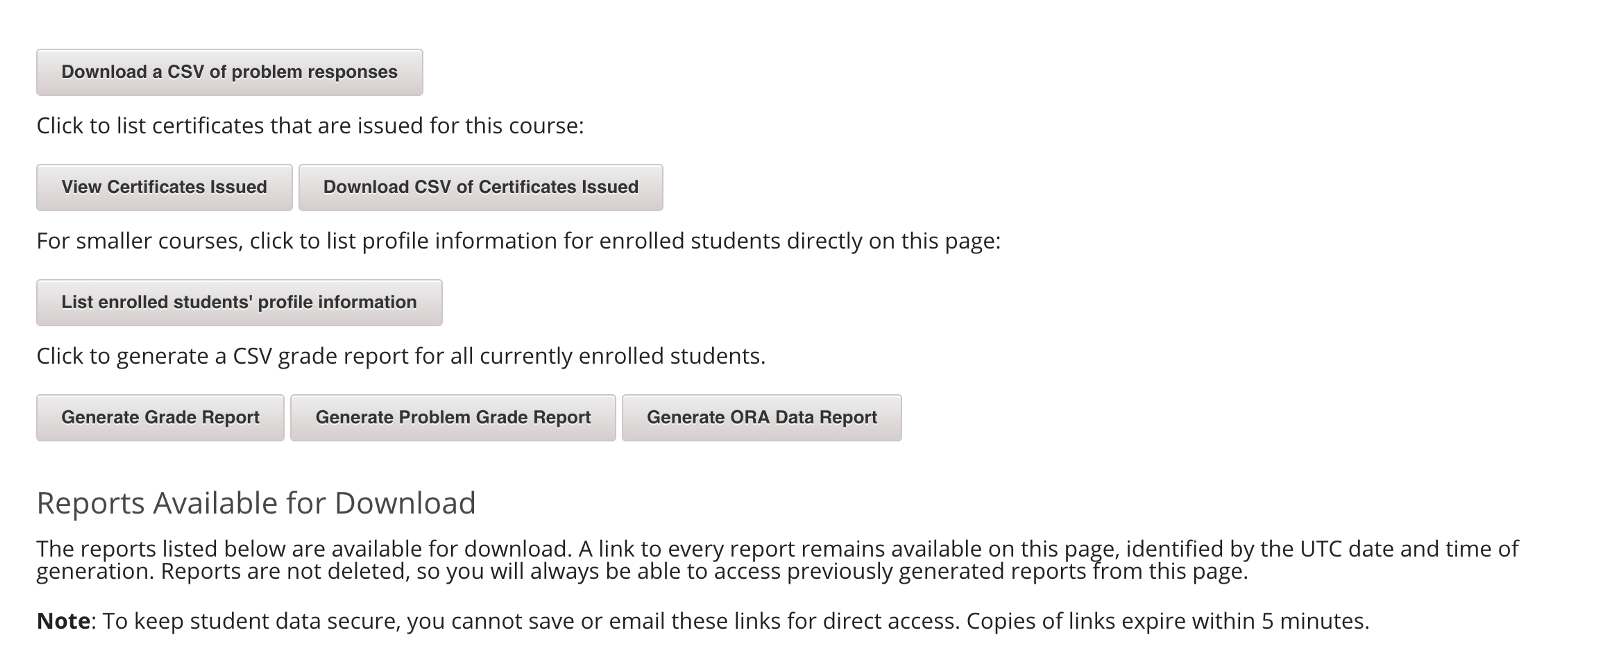 Download a CSV of problem responses
Click to list certificates that are issued for this course:
View Certificates Issued Download CSV of Certificates Issued
For smaller courses, click to list profile information for enrolled students directly on this page:
List enrolled students' profile information
Click to generate a CSV grade report for all currently enrolled students.
Generate Grade Report Generate Problem Grade Report Generate ORA Data Report
Reports Available for Download
The reports listed below are available for download. A link to every report remains available on this page, identified by the UTC date and time of
generation. Reports are not deleted, so you will always be able to access previously generated reports from this page.
Note: To keep student data secure, you cannot save or email these links for direct access. Copies of links expire within 5 minutes.